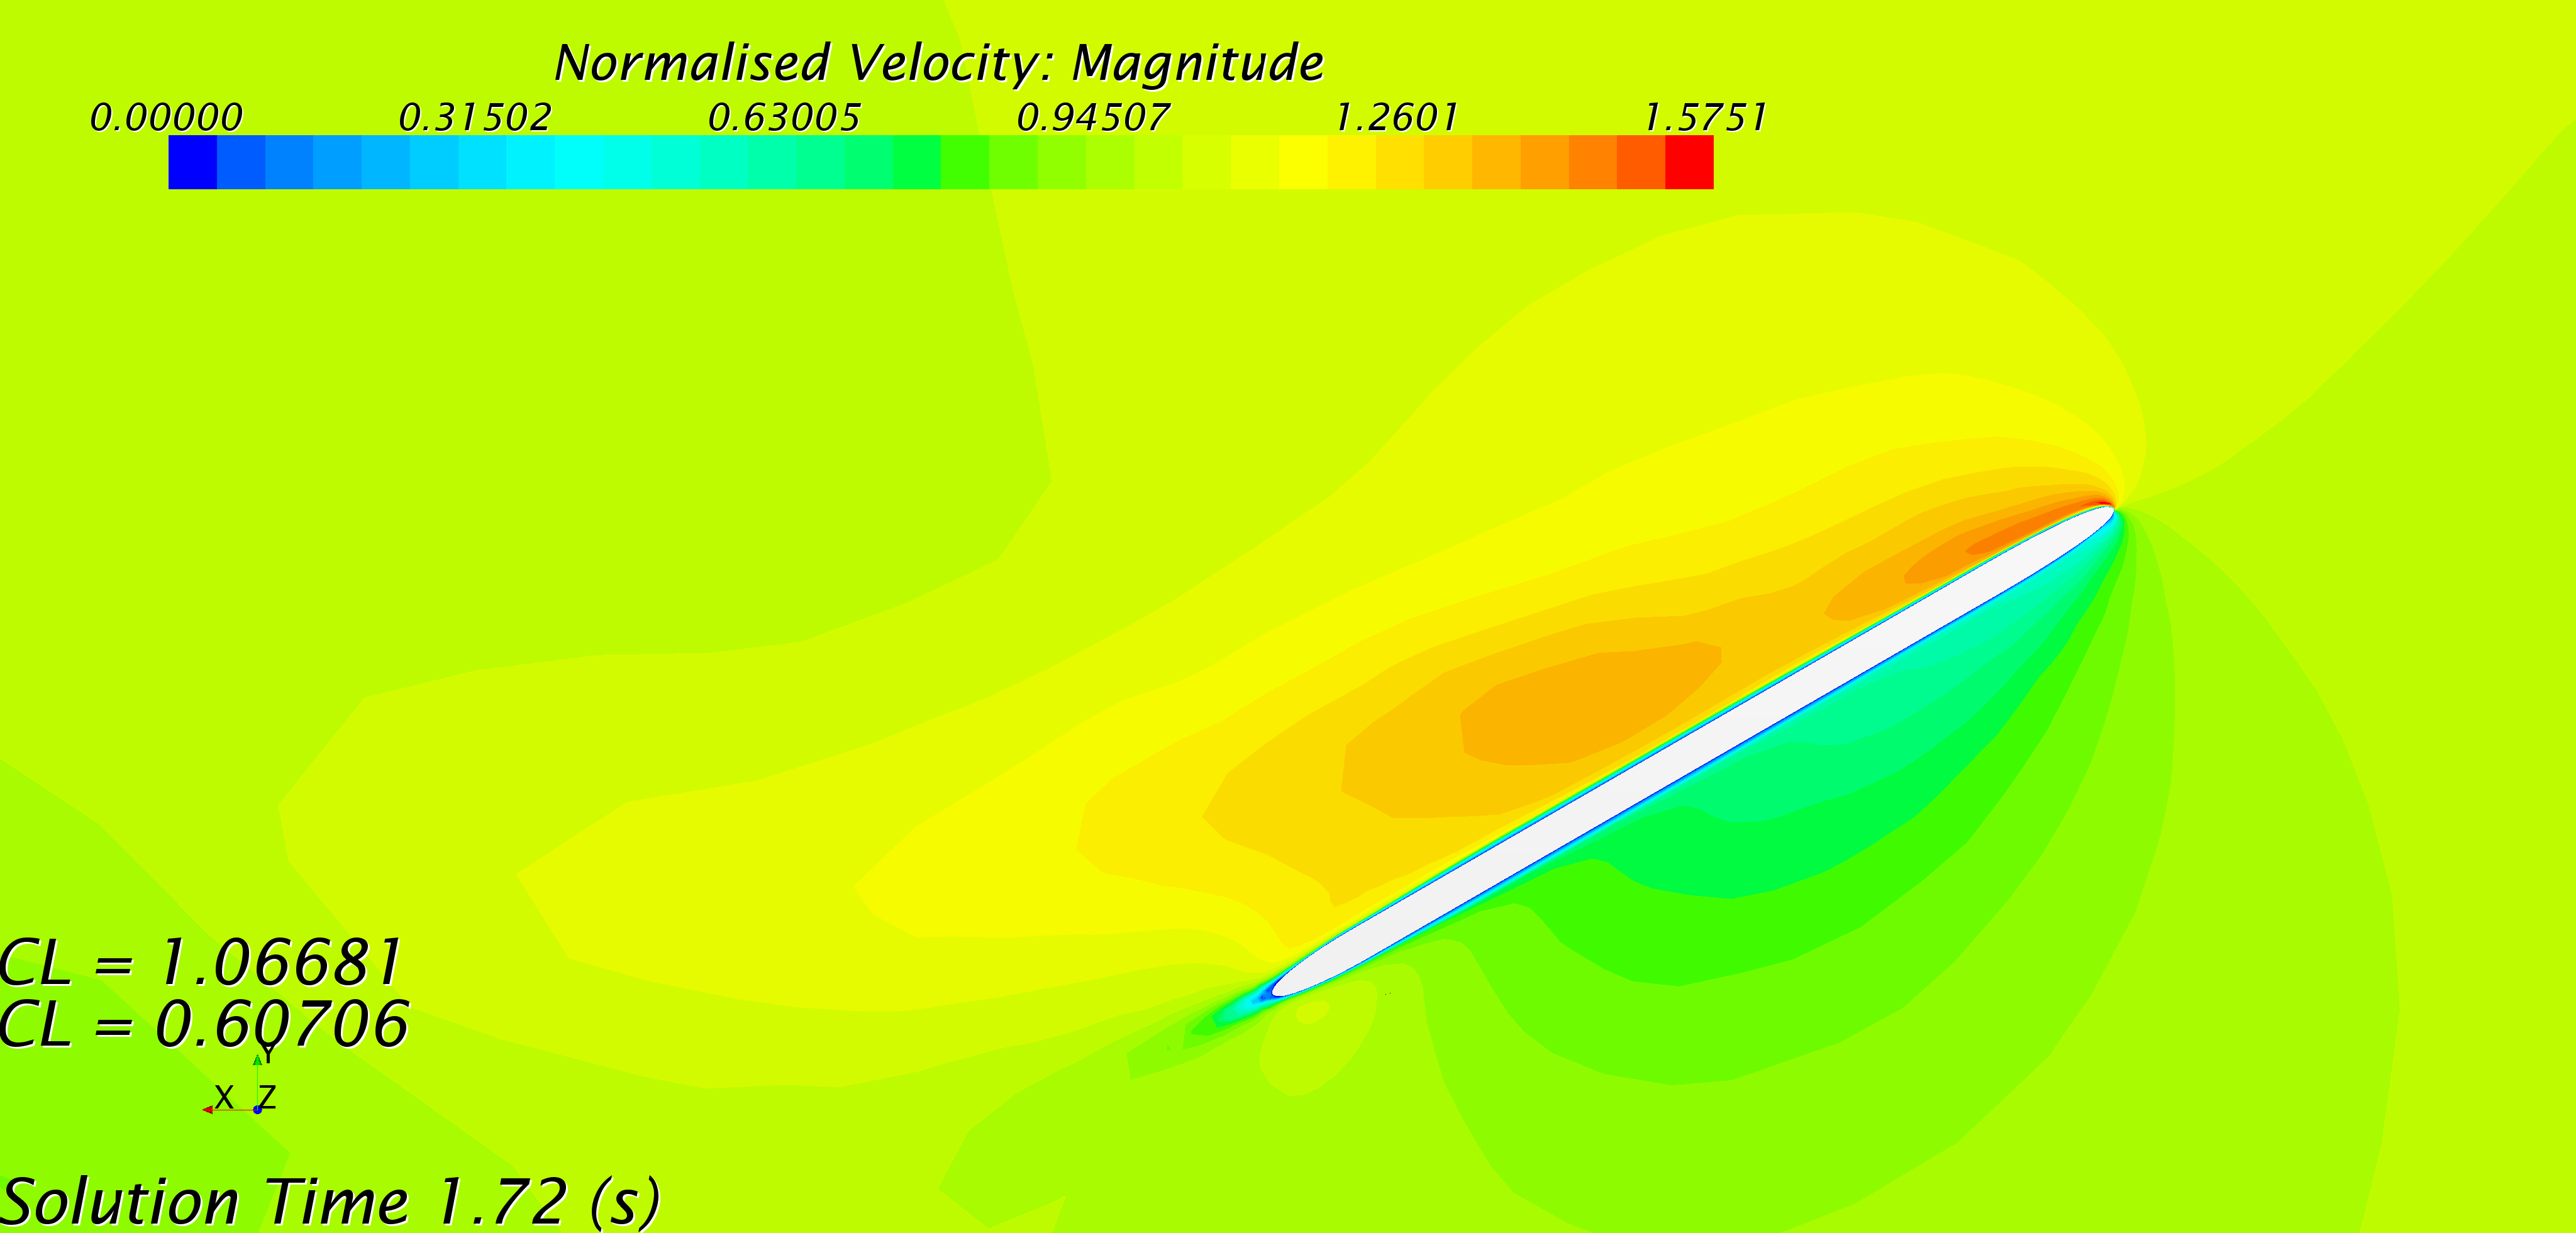 Normalised Velocity: Magnitude
0.00000 0.31502 0.63005 0.94507 1.2601 1.5751
CL = 1.06681
CL = 0.60706
Y
X Z
Solution Time 1.72 (s)